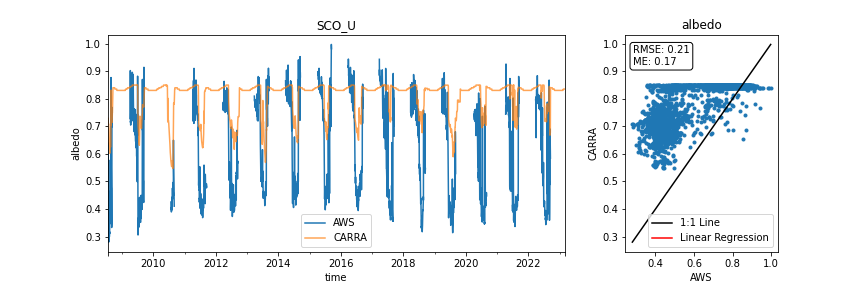 SCO_U
albedo
1.0
0.9
0.8
0.7
0.6
0.5
0.4
0.3
AWS
CARRA
2010
2012
2014
2016
2018
2020
2022
time
albedo
CARRA
1.0
0.9
0.8
0.7
0.6
0.5
0.4
0.3
RMSE: 0.21
ME: 0.17
1:1 Line
Linear Regression
0.4
0.6
0.8
1.0
AWS